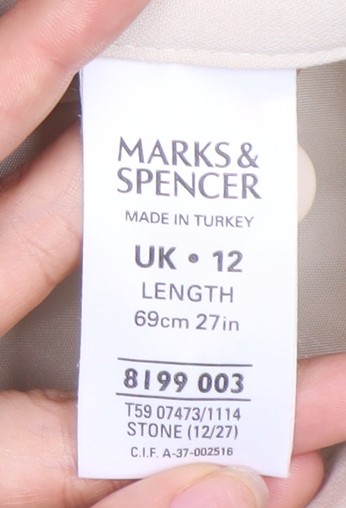 MARKS &
SPENCER
MADE IN TURKEY
UK • 12
LENGTH
69cm 27in
8199 003
T59 07473/1114
STONE (12/27)
C.I.F. A-37-002516